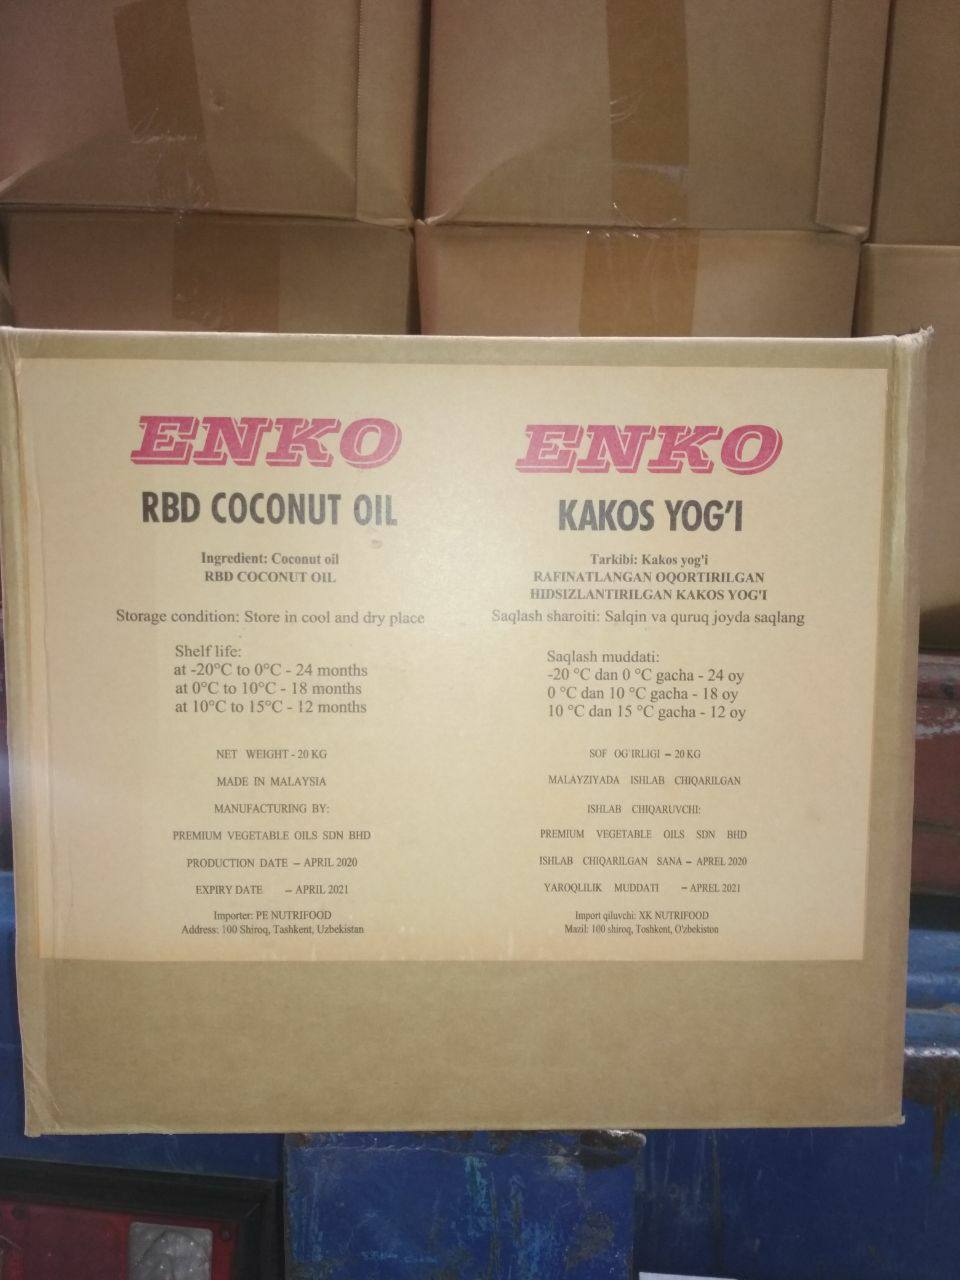 ENKO
RBD COCONUT OIL
Ingredient: Coconut oil
RBD COCONUT OIL
Storage condition: Store in cool and dry place
Shelf life:
at -20°C to 0°C - 24 months
at 0°C to 10°C - 18 months
at 10°C to 15°C - 12 months
NET WEIGHT - 20 KG
MADE IN MALAYSIA
MANUFACTURING BY:
PREMIUM VEGETABLE OILS SDN BHD
PRODUCTION DATE – APRIL 2020
EXPIRY DATE – APRIL 2021
Importer: PE NUTRIFOOD
Address: 100 Shiroq, Tashkent, Uzbekistan
ENKO
KAKOS YOG'I
Tarkibi: Kakos yog'i
RAFINATLANGAN OQORTIRILGAN
HIDSIZLANTIRILGAN KAKOS YOG'I
Saqlash sharoiti: Salqin va quruq joyda saqlang
Saqlash muddati:
-20 °C dan 0 °C gacha - 24 oy
0 °C dan 10 °C gacha - 18 oy
10 °C dan 15 °C gacha - 12 oy
SOF OG'IRLIGI – 20 KG
MALAYZIYADA ISHLAB CHIQARILGAN
ISHLAB CHIQARUVCHI:
PREMIUM VEGETABLE OILS SDN BHD
ISHLAB CHIQARILGAN SANA – APREL 2020
YAROQLILIK MUDDATI – APREL 2021
Import qiluvchi: XK NUTRIFOOD
Mazil: 100 shiroq, Toshkent, O'zbekiston